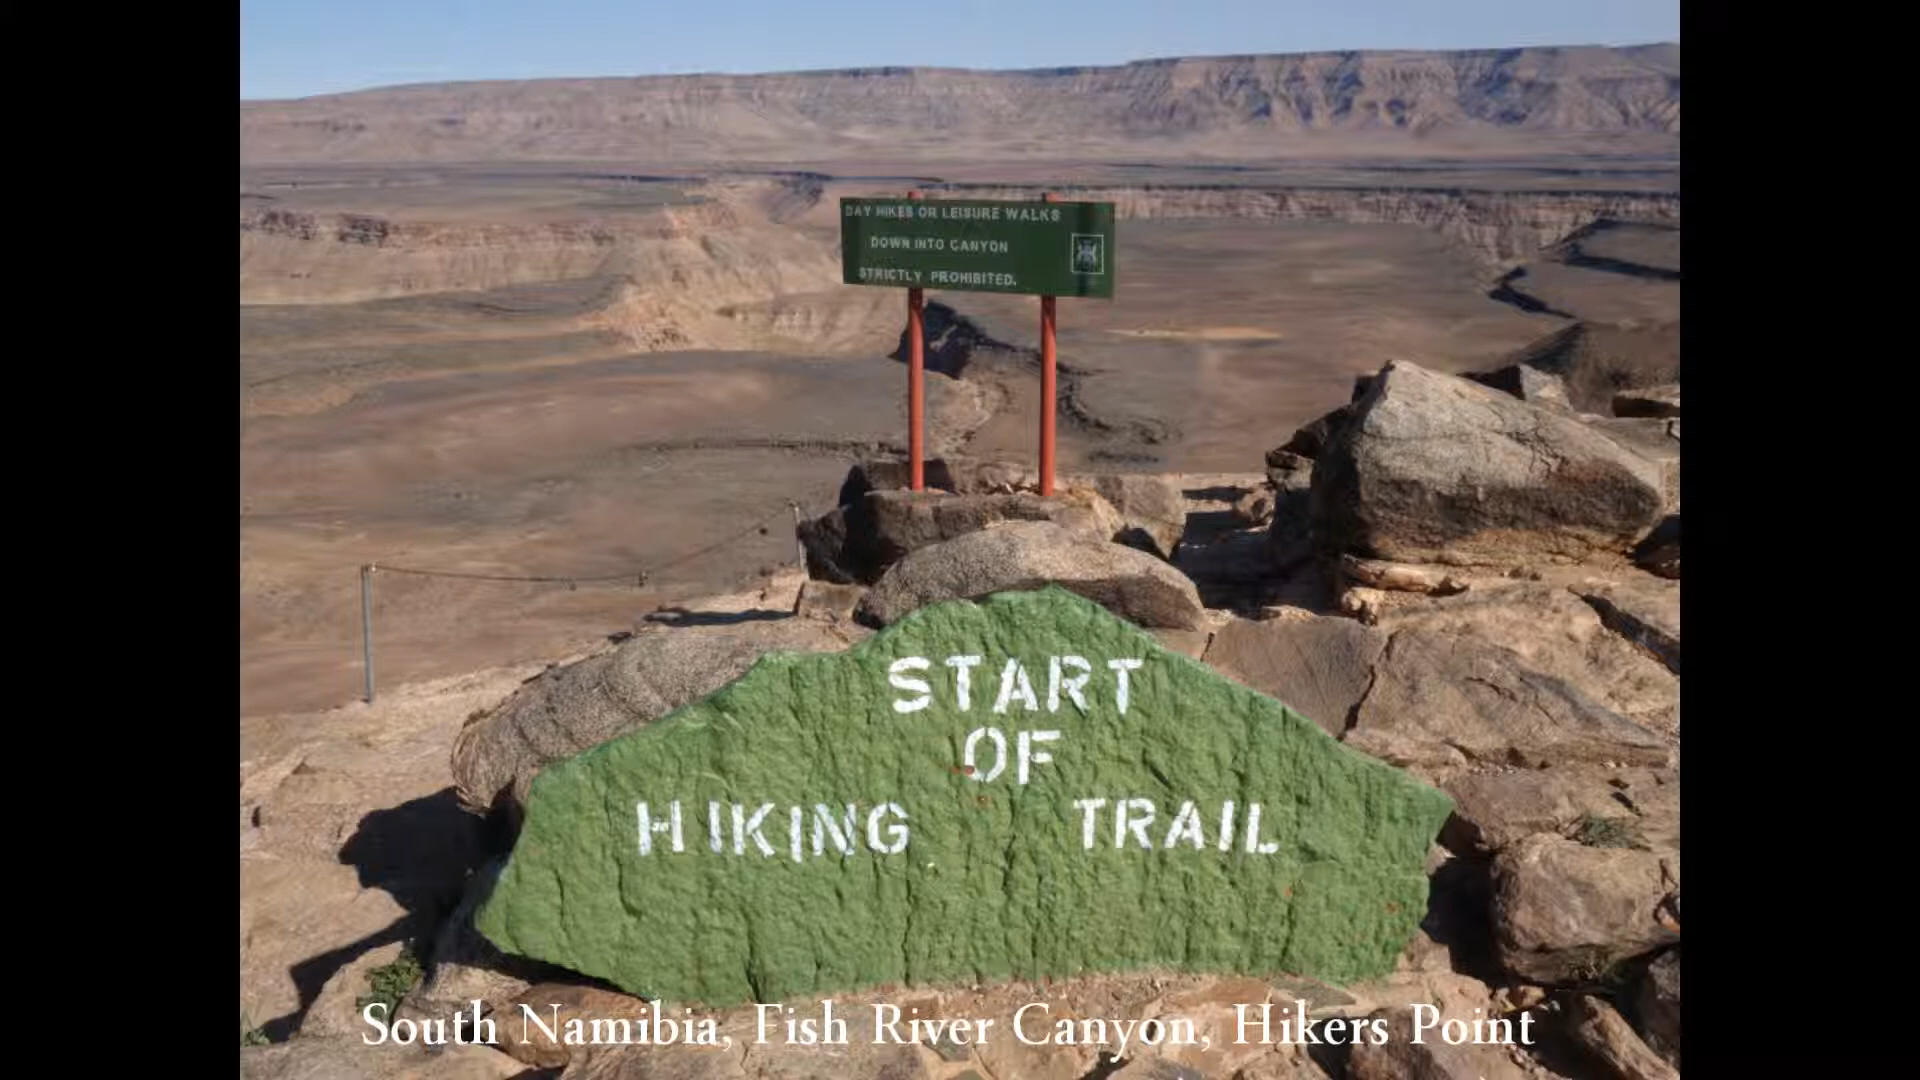 DAY HIKES OR LEISURE WALKS
DOWN INTO CANYON
STRICTLY PROHIBITED.
START
OF
HIKING TRAIL
South Namibia, Fish River Canyon, Hikers Point